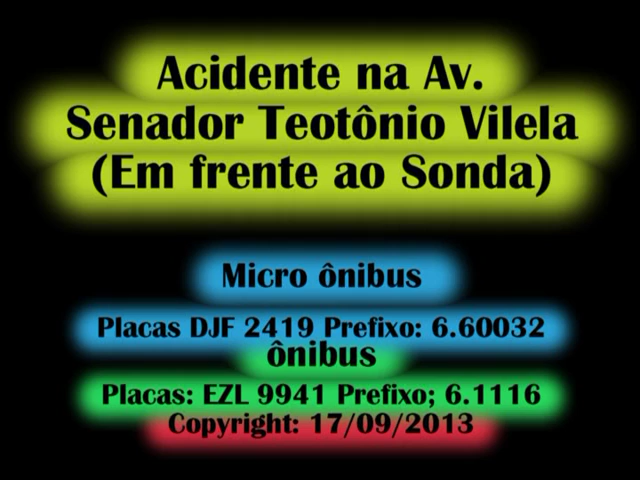 Acidente na Av.
Senador Teotônio Vilela
(Em frente ao Sonda)
Micro ônibus
Placas DJF 2419 Prefixo: 6.60032
ônibus
Placas: EZL 9941 Prefixo; 6.1116
Copyright: 17/09/2013